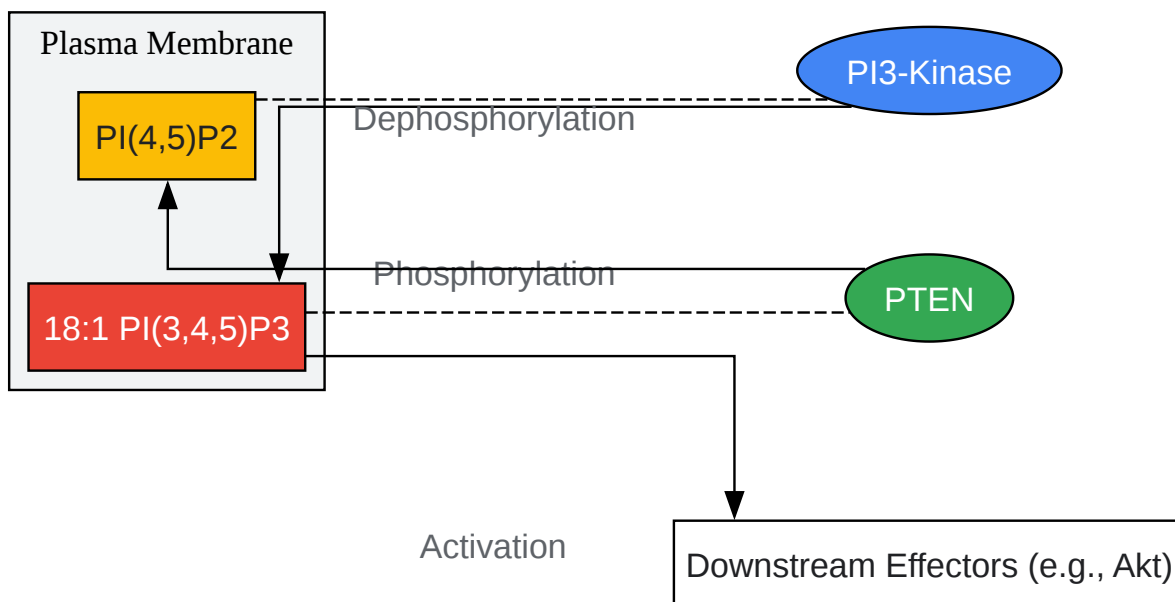 Plasma Membrane
PI3-Kinase
Dephosphorylation
PI(4,5)P2
Phosphorylation
PTEN
18:1 PI(3,4,5)P3
Activation
Downstream Effectors (e.g., Akt)